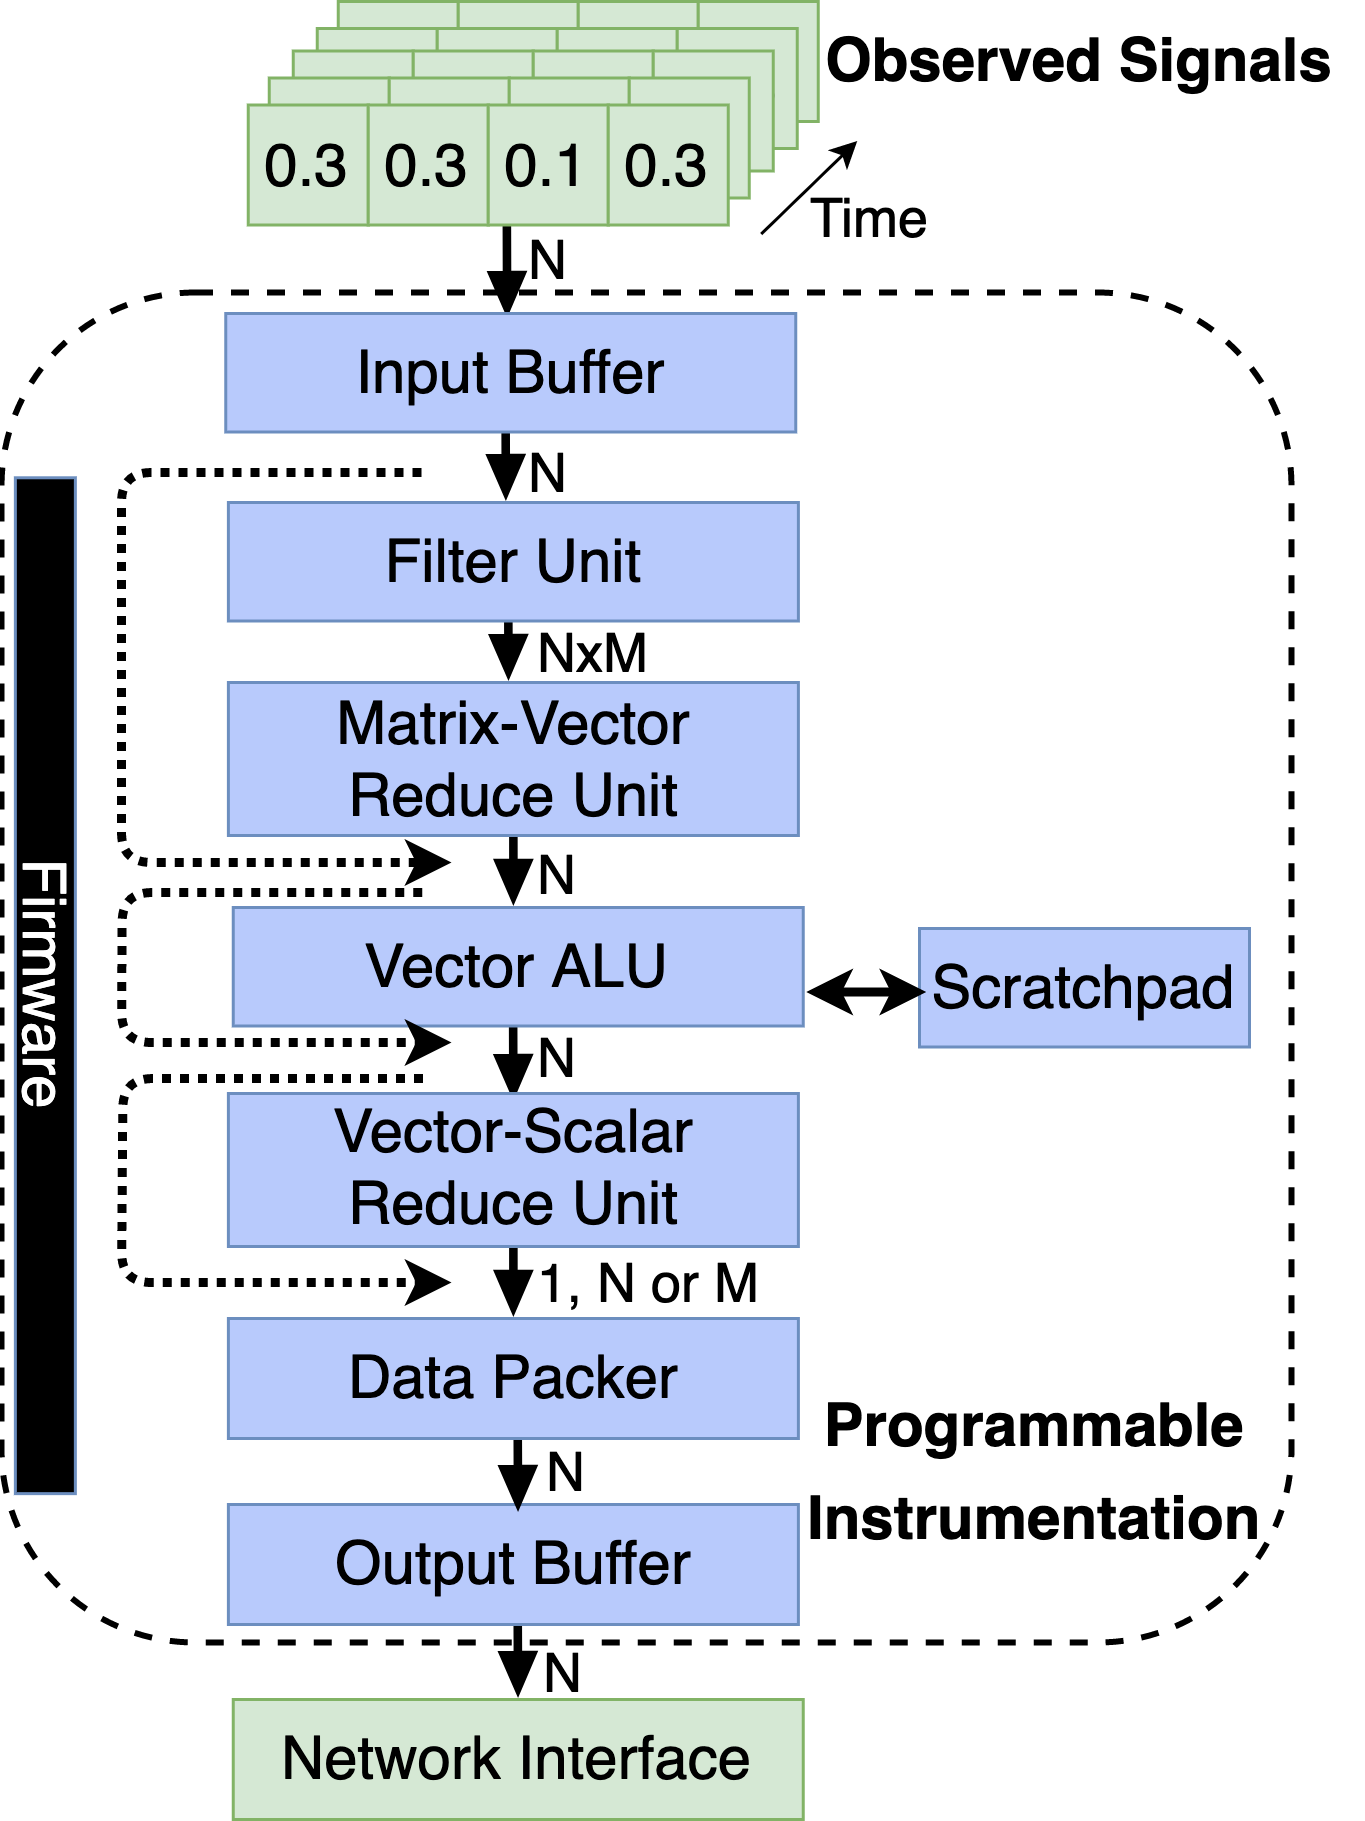 Observed Signals
0.3 0.3 0.1 0.3
Time
N
Input Buffer
N
Filter Unit
NxM
Matrix-Vector
Reduce Unit
N
Vector ALU
Scratchpad
N
Vector-Scalar
Reduce Unit
1, N or M
Data Packer
N
Output Buffer
N
Network Interface
Firmware
Programmable
Instrumentation